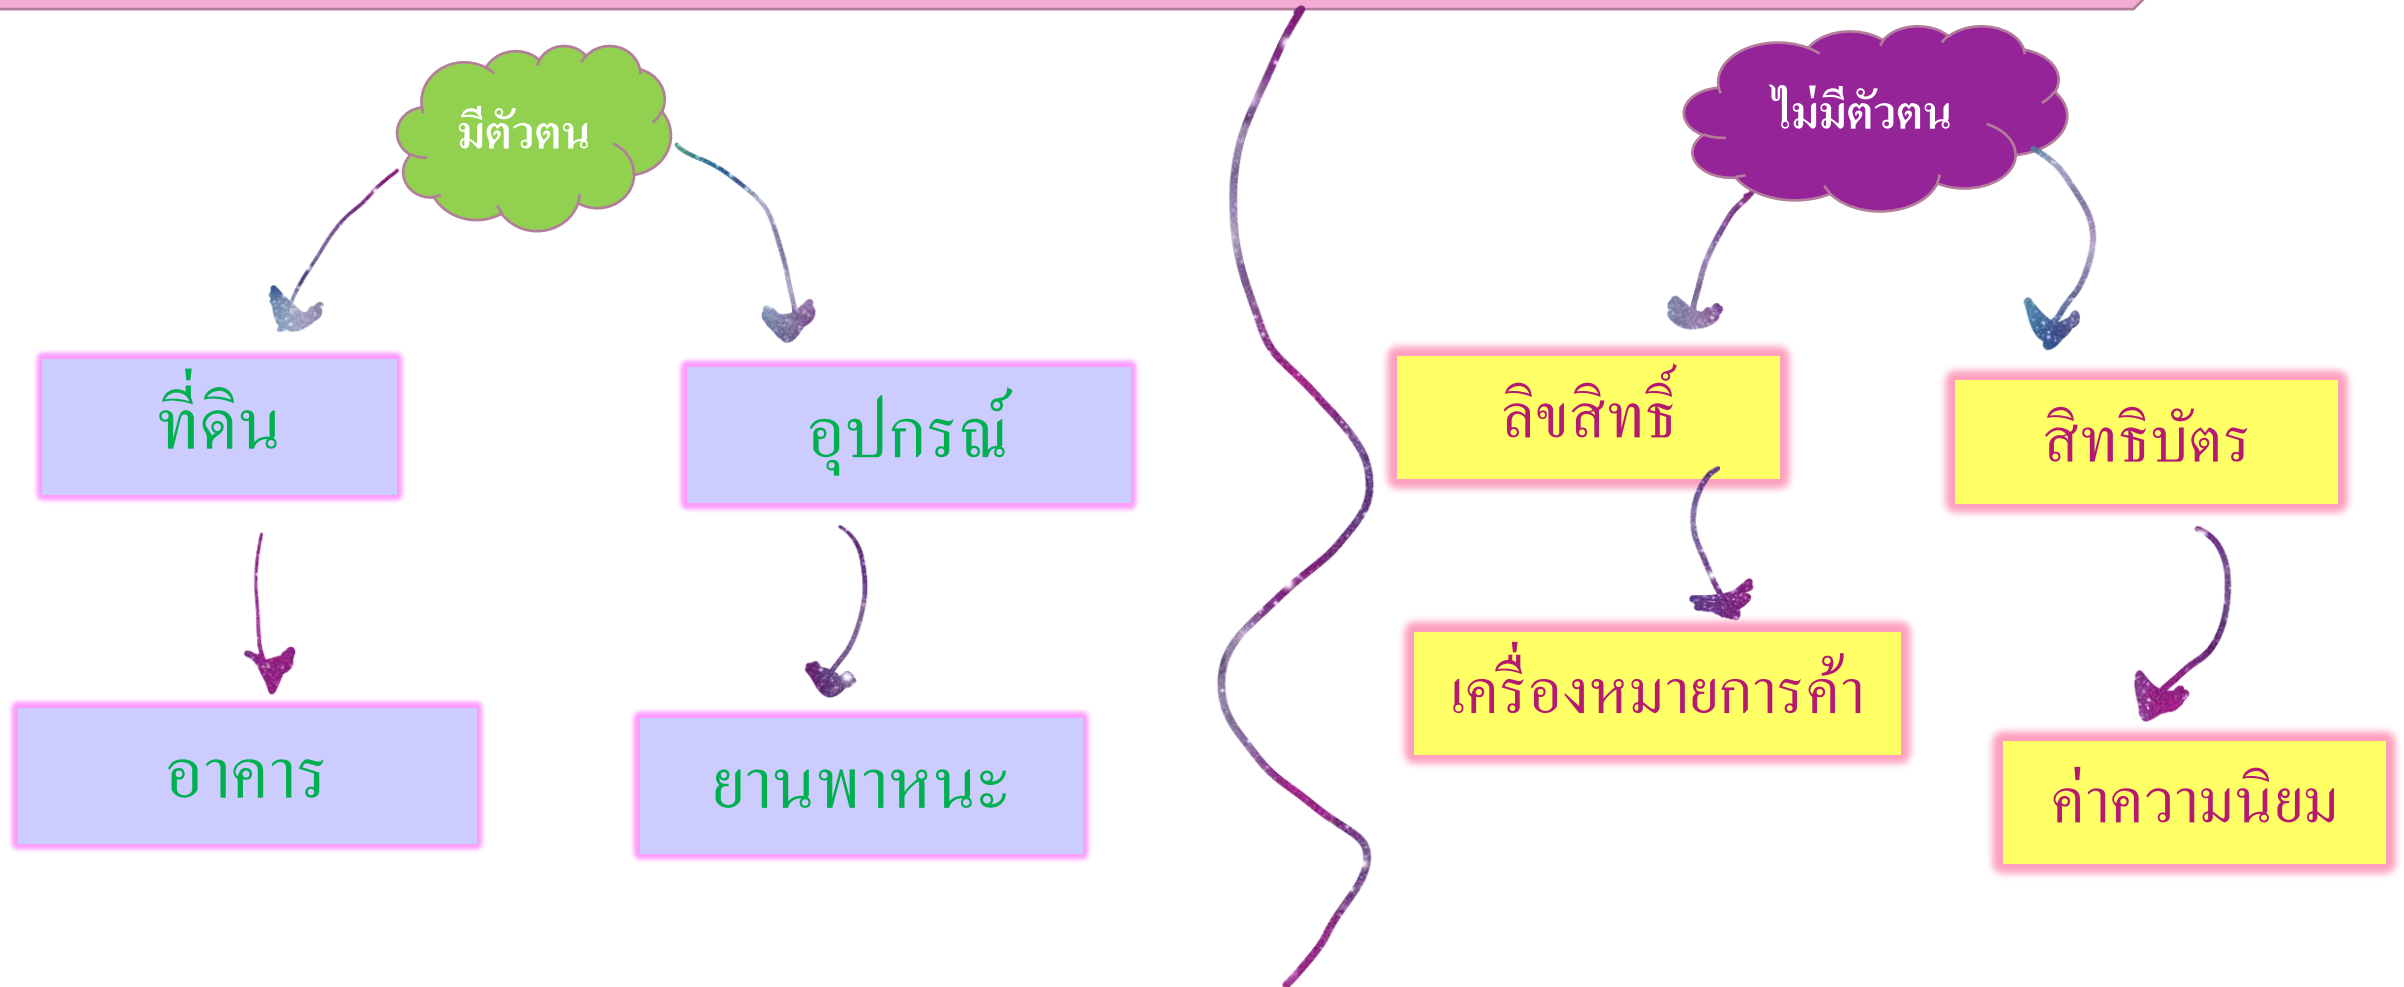 มีตัวตน
ที่ดิน
อุปกรณ์
อาคาร
ยานพาหนะ
ไม่มีตัวตน
ลิขสิทธิ์
สิทธิบัตร
เครื่องหมายการค้า
ค่าความนิยม